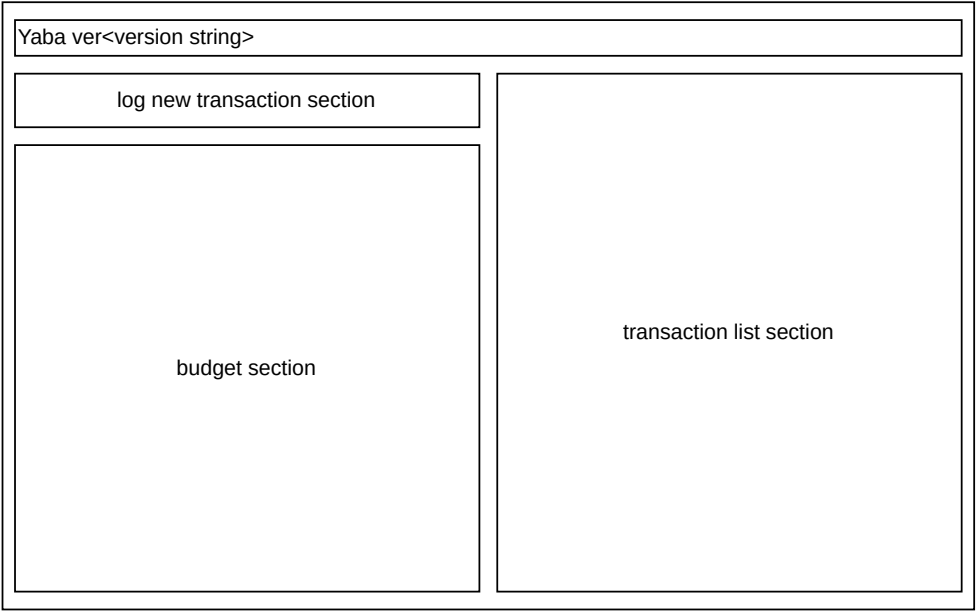 Yaba ver<version string>
log new transaction section
budget section
transaction list section